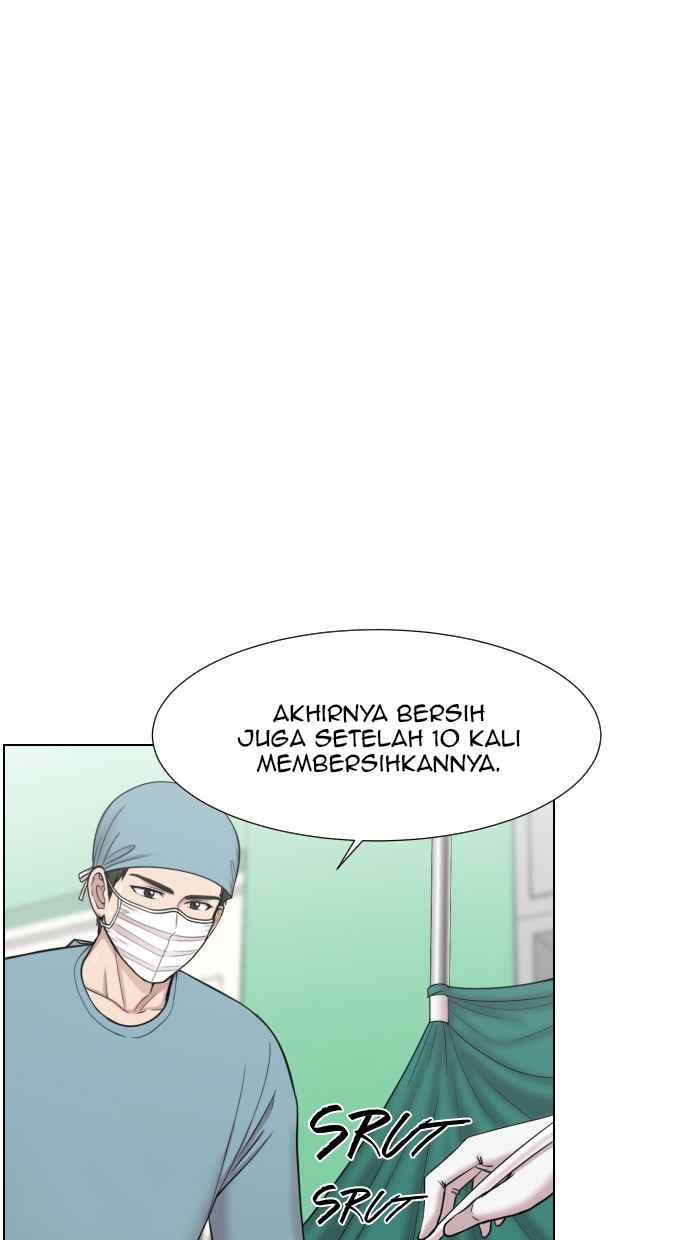 AKHIRNYA BERSIH
JUGA SETELAH 10 KALI
MEMBERSIHKANNYA.
SRUT
SRUT